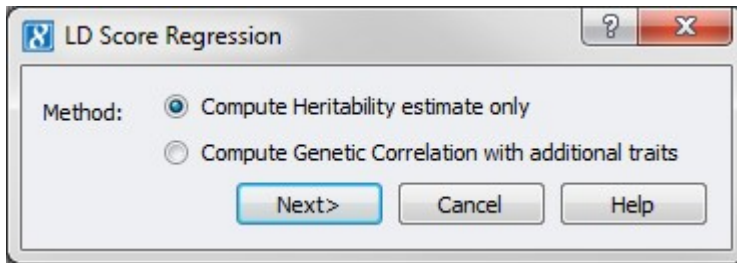 LD Score Regression
Method:
Compute Heritability estimate only
Compute Genetic Correlation with additional traits
Next> Cancel Help